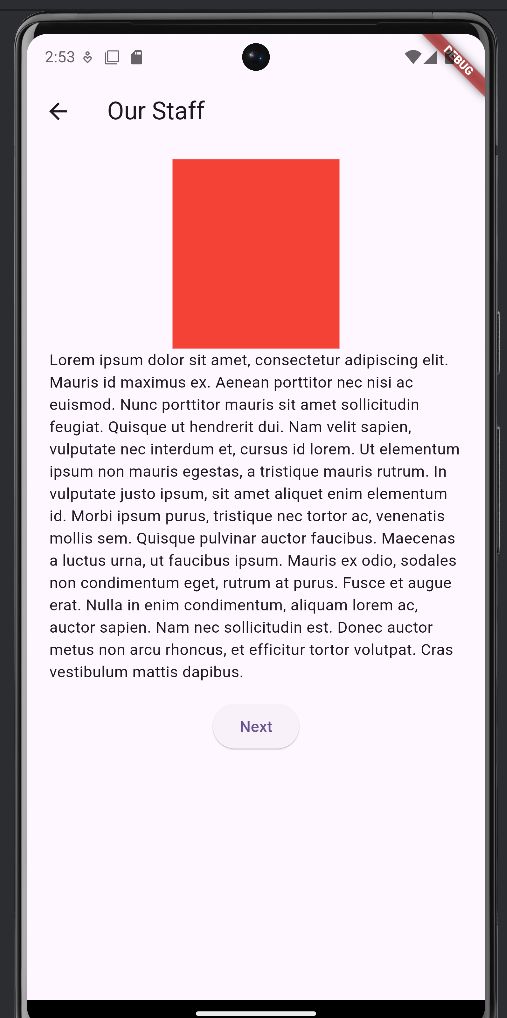 2:53
DEBUG
Our Staff
Lorem ipsum dolor sit amet, consectetur adipiscing elit.
Mauris id maximus ex. Aenean porttitor nec nisi ac
euismod. Nunc porttitor mauris sit amet sollicitudin
feugiat. Quisque ut hendrerit dui. Nam velit sapien,
vulputate nec interdum et, cursus id lorem. Ut elementum
ipsum non mauris egestas, a tristique mauris rutrum. In
vulputate justo ipsum, sit amet aliquet enim elementum
id. Morbi ipsum purus, tristique nec tortor ac, venenatis
mollis sem. Quisque pulvinar auctor faucibus. Maecenas
a luctus urna, ut faucibus ipsum. Mauris ex odio, sodales
non condimentum eget, rutrum at purus. Fusce et augue
erat. Nulla in enim condimentum, aliquam lorem ac,
auctor sapien. Nam nec sollicitudin est. Donec auctor
metus non arcu rhoncus, et efficitur tortor volutpat. Cras
vestibulum mattis dapibus.
Next